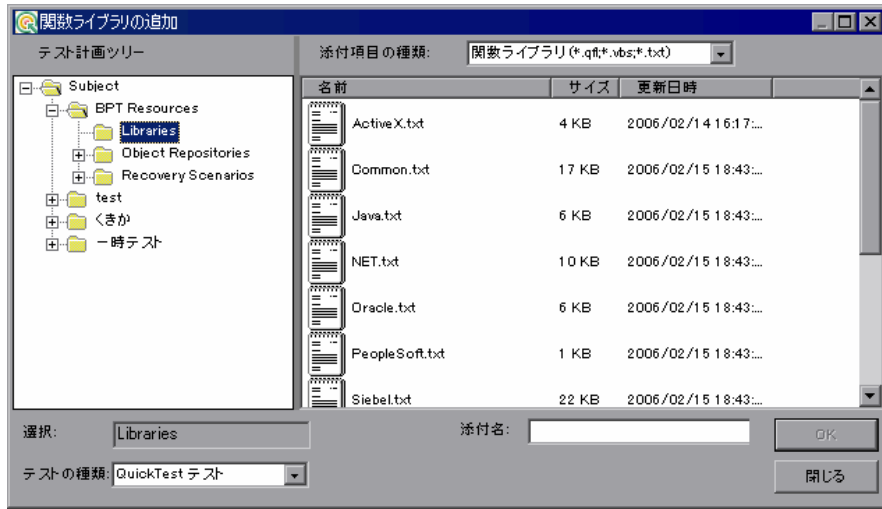 関数ライブラリの追加
テスト計画ツリー
添付項目の種類: 関数ライブラリ(*.qfl;*.vbs;*.txt)
Subject
BPT Resources
Libraries
Object Repositories
Recovery Scenarios
test
くきか
一時テスト
名前 サイズ 更新日時
ActiveX.txt 4 KB 2006/02/14 16:17:...
Common.txt 17 KB 2006/02/15 18:43:...
Java.txt 6 KB 2006/02/15 18:43:...
NET.txt 10 KB 2006/02/15 18:43:...
Oracle.txt 6 KB 2006/02/15 18:43:...
PeopleSoft.txt 1 KB 2006/02/15 18:43:...
Siebel.txt 22 KB 2006/02/15 18:43:...
選択: Libraries
添付名:
OK
テストの種類: QuickTest テスト
閉じる